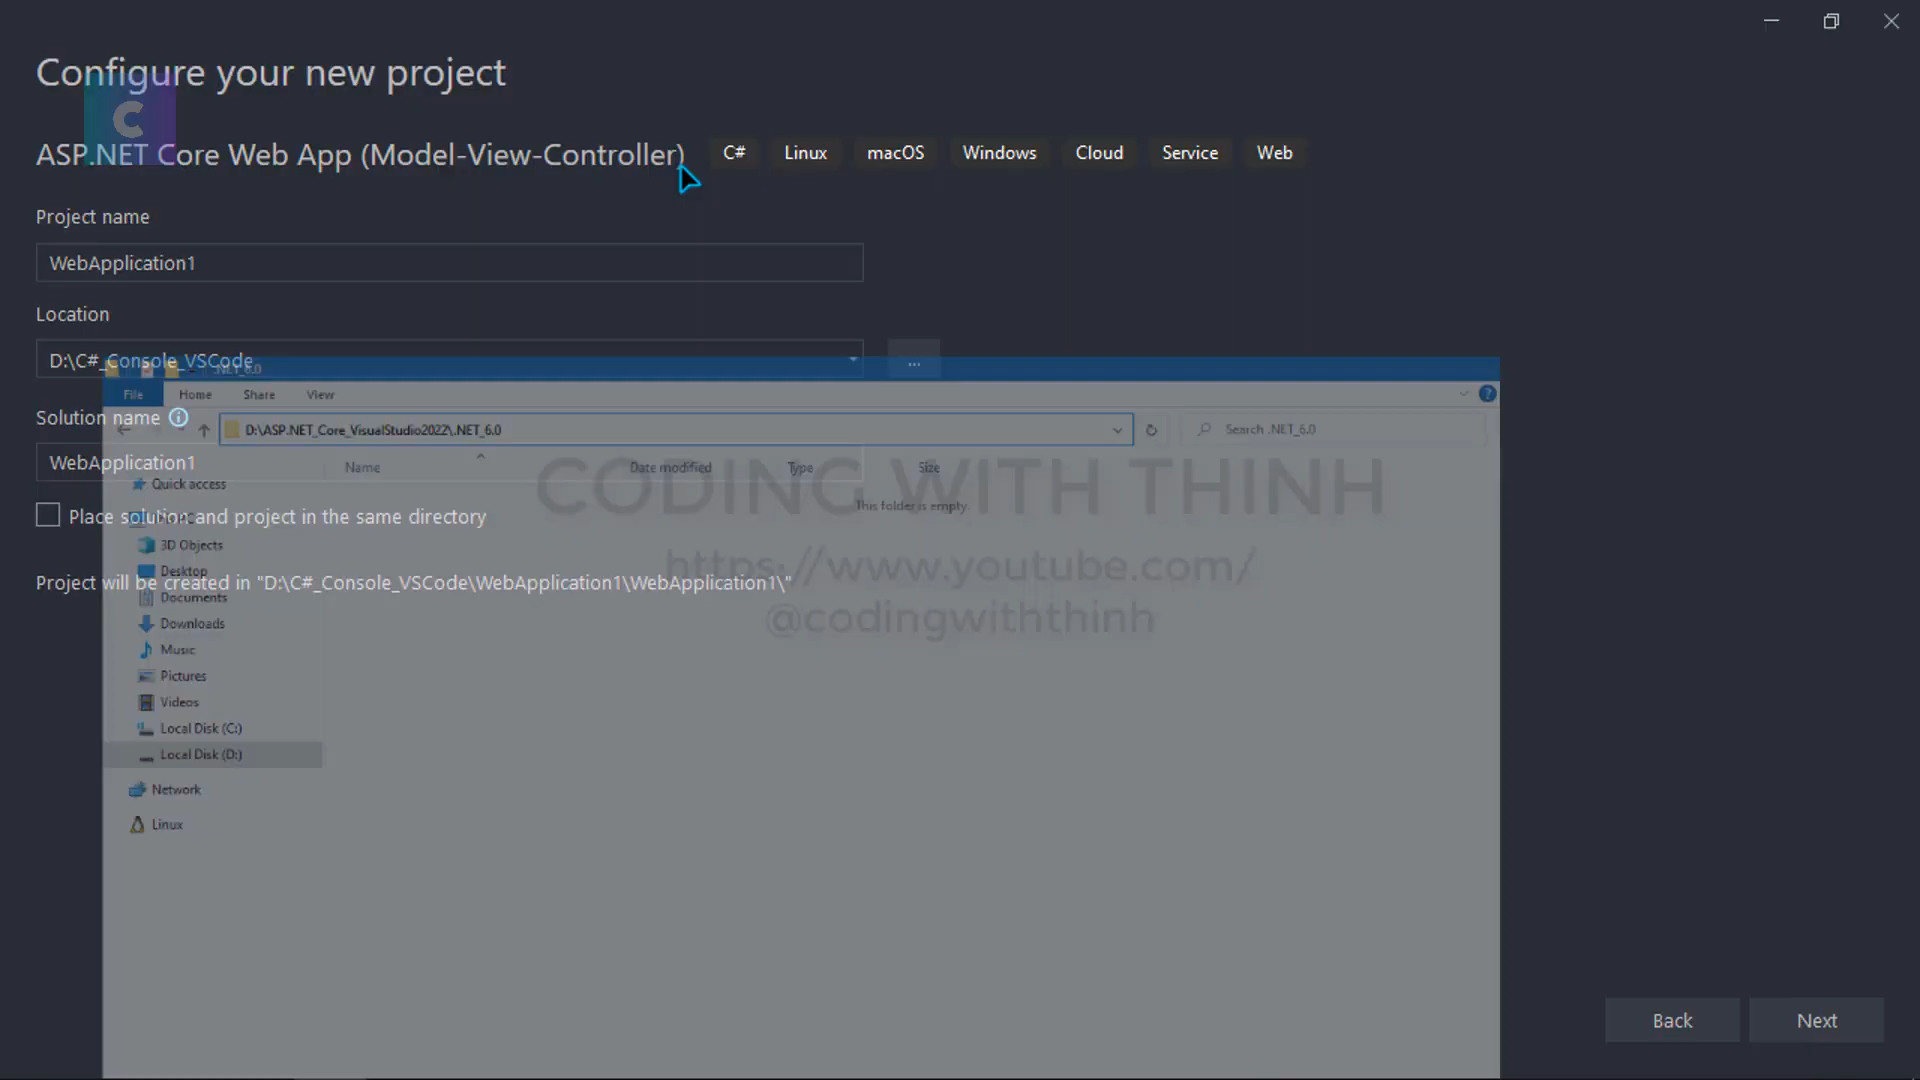 Configure your new project
C
ASP.NET Core Web App (Model-View-Controller) C# Linux macOS Windows Cloud Service Web
Project name
WebApplication1
Location
D:\C#_Console_VSCode ...
.NET_6.0
File Home Share View
Solution name
D:\ASP.NET_Core_VisualStudio2022\.NET_6.0 Search .NET_6.0
WebApplication1
Name Date modified Type Size
CODING WITH THINH
Quick access
This folder is empty.
Place solution and project in the same directory
3D Objects
https://www.youtube.com/
Desktop
Project will be created in "D:\C#_Console_VSCode\WebApplication1\WebApplication1\"
Documents
@codingwiththinh
Downloads
Music
Pictures
Videos
Local Disk (C:)
Local Disk (D:)
Network
Linux
Back Next